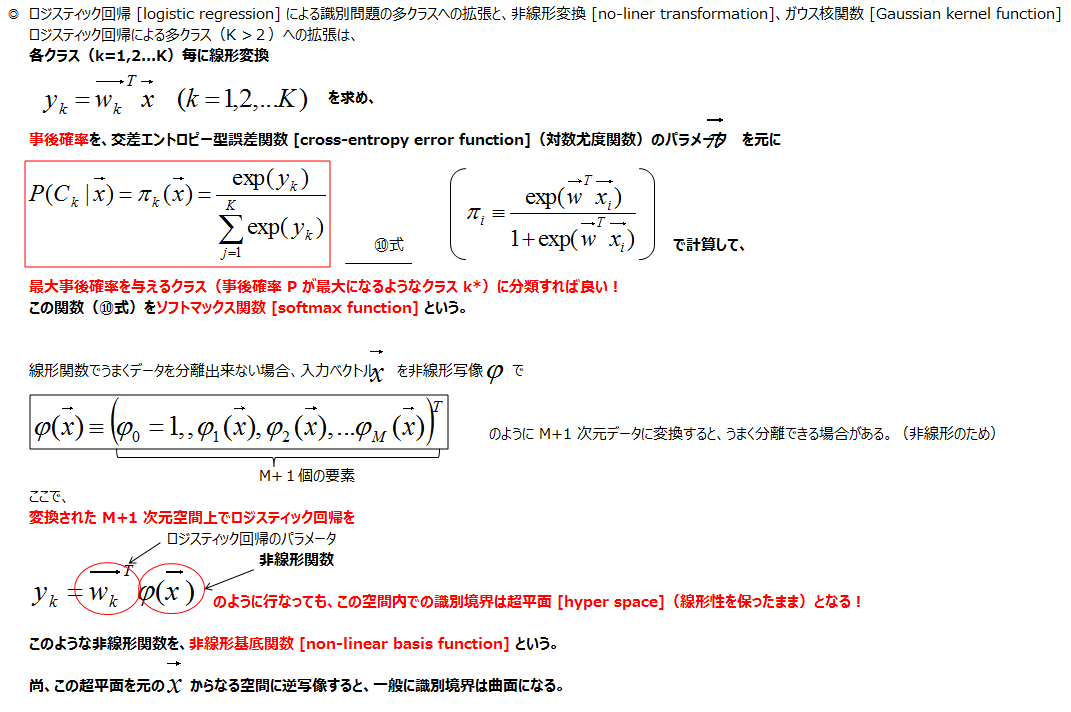 ◎ ロジスティック回帰 [logistic regression] による識別問題の多クラスへの拡張と、非線形変換 [no-liner transformation]、ガウス核関数 [Gaussian kernel function]
ロジスティック回帰による多クラス（K＞2）への拡張は、
各クラス（k=1,2...K）毎に線形変換
y_k = \vec{w_k}^T \vec{x} (k = 1,2,...K) を求め、
事後確率を、交差エントロピー型誤差関数 [cross-entropy error function]（対数尤度関数）のパラメータ \vec{w} を元に
P(C_k | \vec{x}) = π_k(\vec{x}) = \frac{exp(y_k)}{\sum_{j=1}^{K} exp(y_k)} ⑩式 ( π_i ≡ \frac{exp(\vec{w}^T \vec{x_i})}{1+exp(\vec{w}^T \vec{x_i})} ) で計算して、
最大事後確率を与えるクラス（事後確率 P が最大になるようなクラス k*）に分類すれば良い！
この関数（⑩式）をソフトマックス関数 [softmax function] という。
線形関数でうまくデータを分離出来ない場合、入力ベクトル \vec{x} を非線形写像 φ で
φ(\vec{x}) ≡ (φ_0 = 1,,φ_1(\vec{x}),φ_2(\vec{x}),...φ_M(\vec{x}))^T のように M+1 次元データに変換すると、うまく分離できる場合がある。（非線形のため）
M＋１個の要素
ここで、
変換された M+1 次元空間上でロジスティック回帰を
ロジスティック回帰のパラメータ
非線形関数
y_k = \vec{w_k}^T φ(\vec{x}) のように行なっても、この空間内での識別境界は超平面 [hyper space]（線形性を保ったまま）となる！
このような非線形関数を、非線形基底関数 [non-linear basis function] という。
尚、この超平面を元の \vec{x} からなる空間に逆写像すると、一般に識別境界は曲面になる。